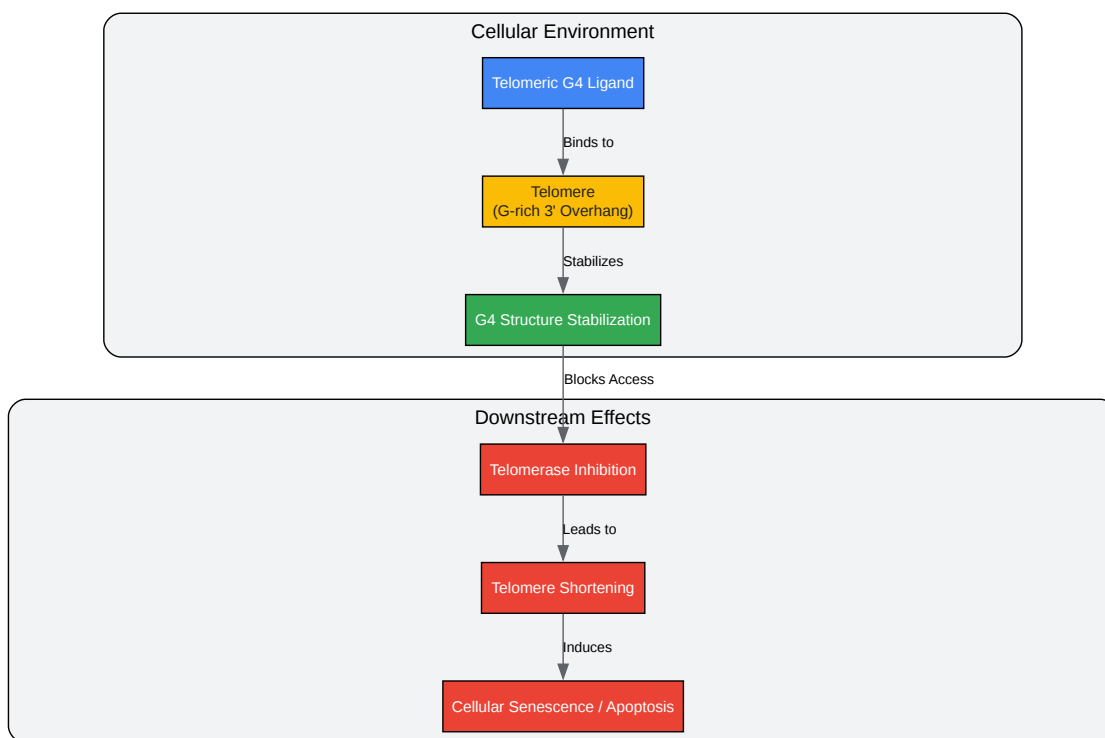 Cellular Environment
Telomeric G4 Ligand
Binds to
Telomere
(G-rich 3' Overhang)
Stabilizes
G4 Structure Stabilization
Blocks Access
Downstream Effects
Telomerase Inhibition
Leads to
Telomere Shortening
Induces
Cellular Senescence / Apoptosis